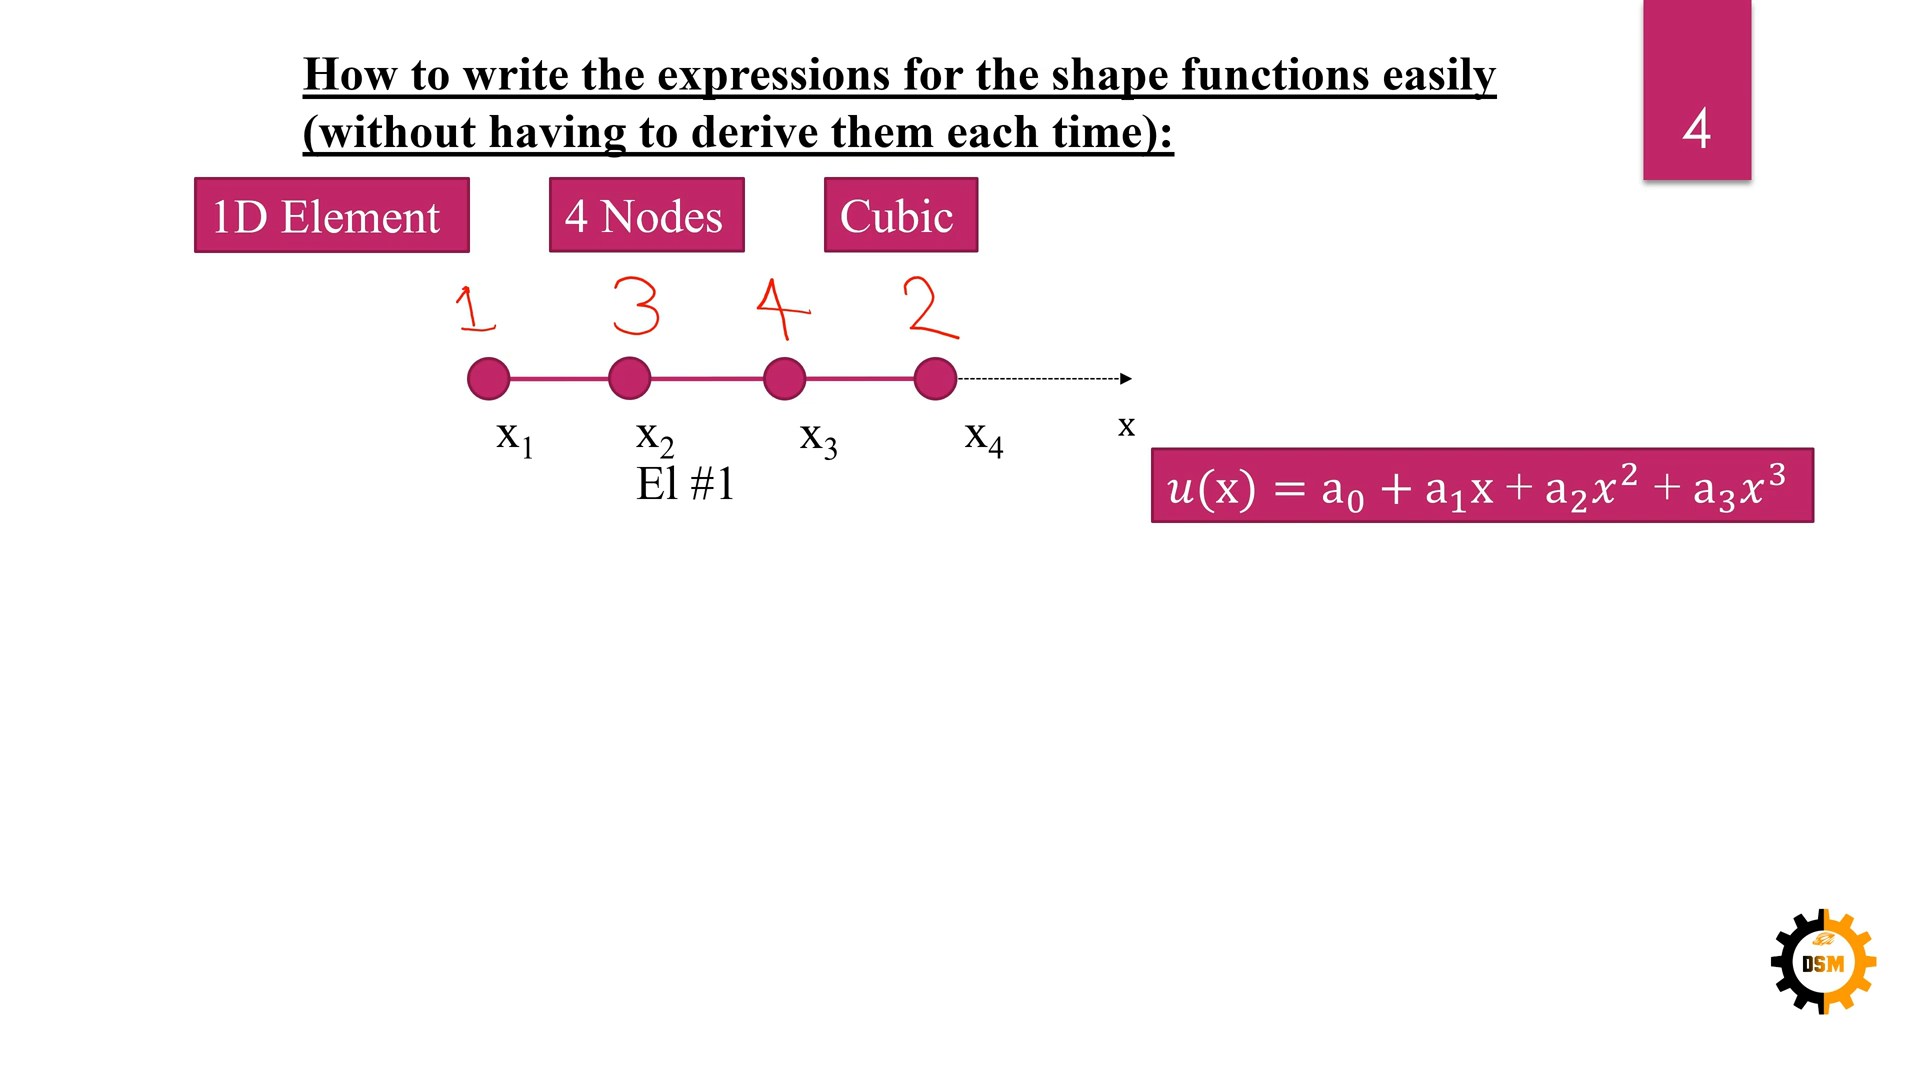 How to write the expressions for the shape functions easily
(without having to derive them each time):
4
1D Element 4 Nodes Cubic
1 3 4 2
x₁ x₂ x₃ x₄ x
El #1
u(x) = a₀ + a₁x + a₂x² + a₃x³
DSM